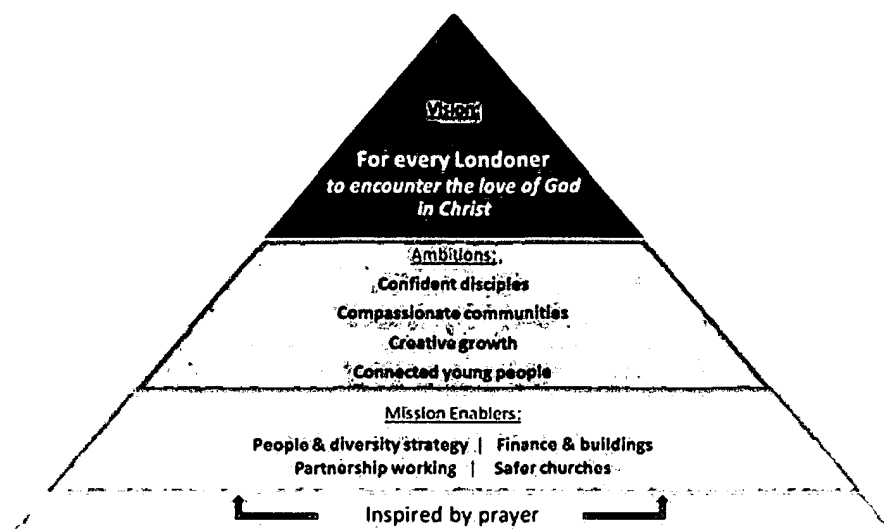 Vision:
For every Londoner
to encounter the love of God
in Christ
Ambitions:
Confident disciples
Compassionate communities
Creative growth
Connected young people
Mission Enablers:
People & diversity strategy | Finance & buildings
Partnership working | Safer churches
Inspired by prayer